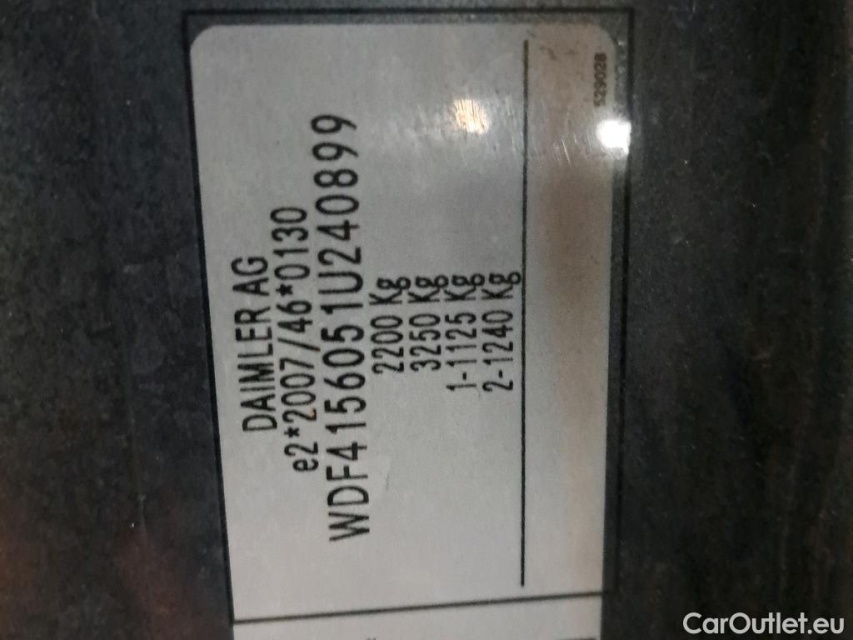 DAIMLER AG
e2*2007/46*0130
WDF4156051U240899
2200 Kg
3250 Kg
1-1125 Kg
2-1240 Kg
529028
CarOutlet.eu